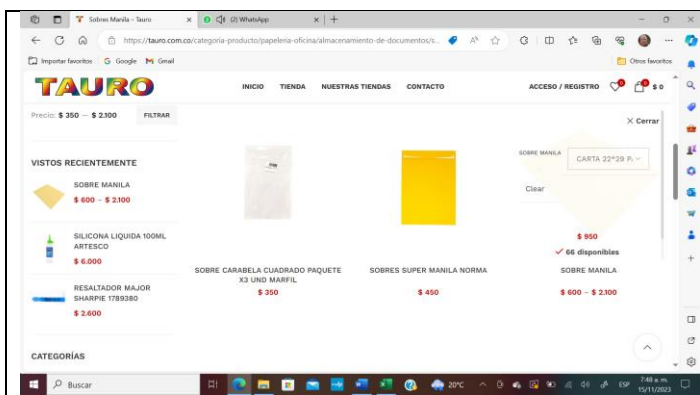 Sobres Manila - Tauro
(2) WhatsApp
https://tauro.com.co/categoria-producto/papeleria-oficina/almacenamiento-de-documentos/s...
Importar favoritos
Google
Gmail
Otros favoritos
TAURO
INICIO
TIENDA
NUESTRAS TIENDAS
CONTACTO
ACCESO / REGISTRO
0
0
$ 0
Precio: $ 350 — $ 2.100
FILTRAR
VISTOS RECIENTEMENTE
SOBRE MANILA
$ 600 – $ 2.100
SILICONA LIQUIDA 100ML
ARTESCO
$ 6.000
RESALTADOR MAJOR
SHARPIE 1789380
$ 2.600
CATEGORÍAS
SOBRE CARABELA CUADRADO PAQUETE
X3 UND MARFIL
$ 350
SOBRES SUPER MANILA NORMA
$ 450
Cerrar
SOBRE MANILA
CARTA 22*29 P.
Clear
$ 950
66 disponibles
SOBRE MANILA
$ 600 – $ 2.100
Buscar
20°C
ESP
7:48 a. m.
15/11/2023